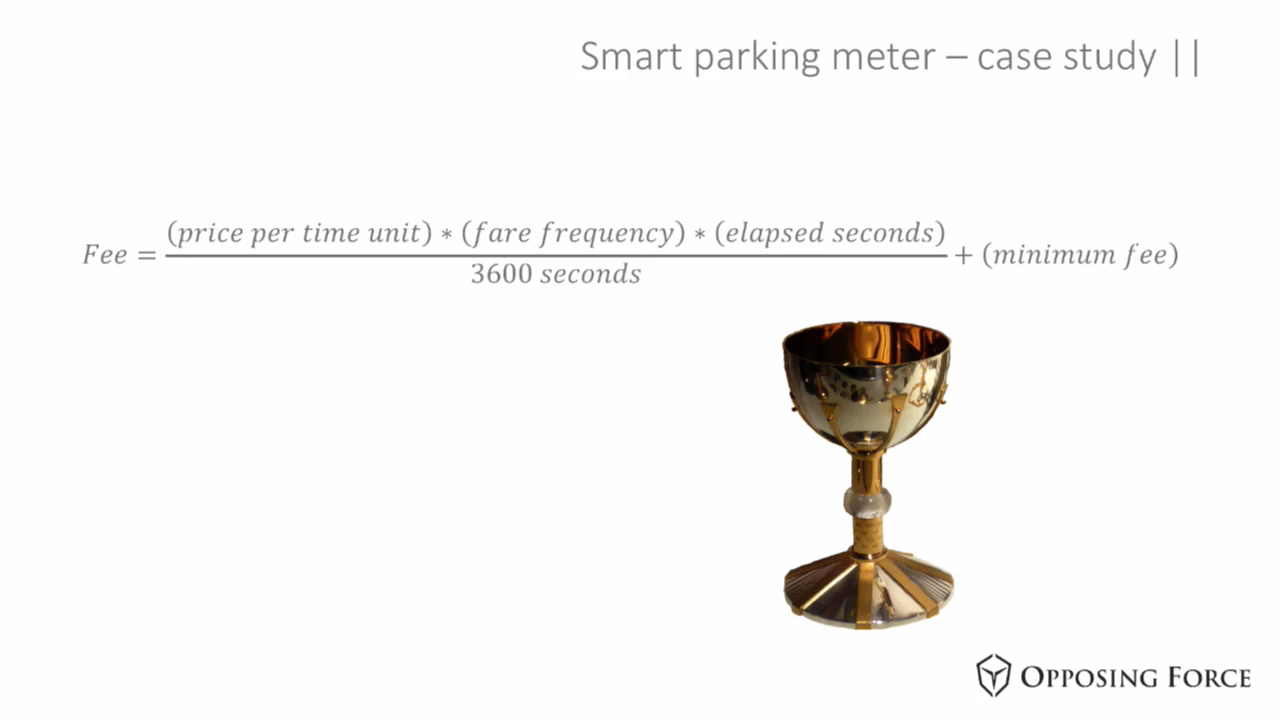 Smart parking meter – case study ||
Fee = (price per time unit) * (fare frequency) * (elapsed seconds) / 3600 seconds + (minimum fee)
OPPOSING FORCE